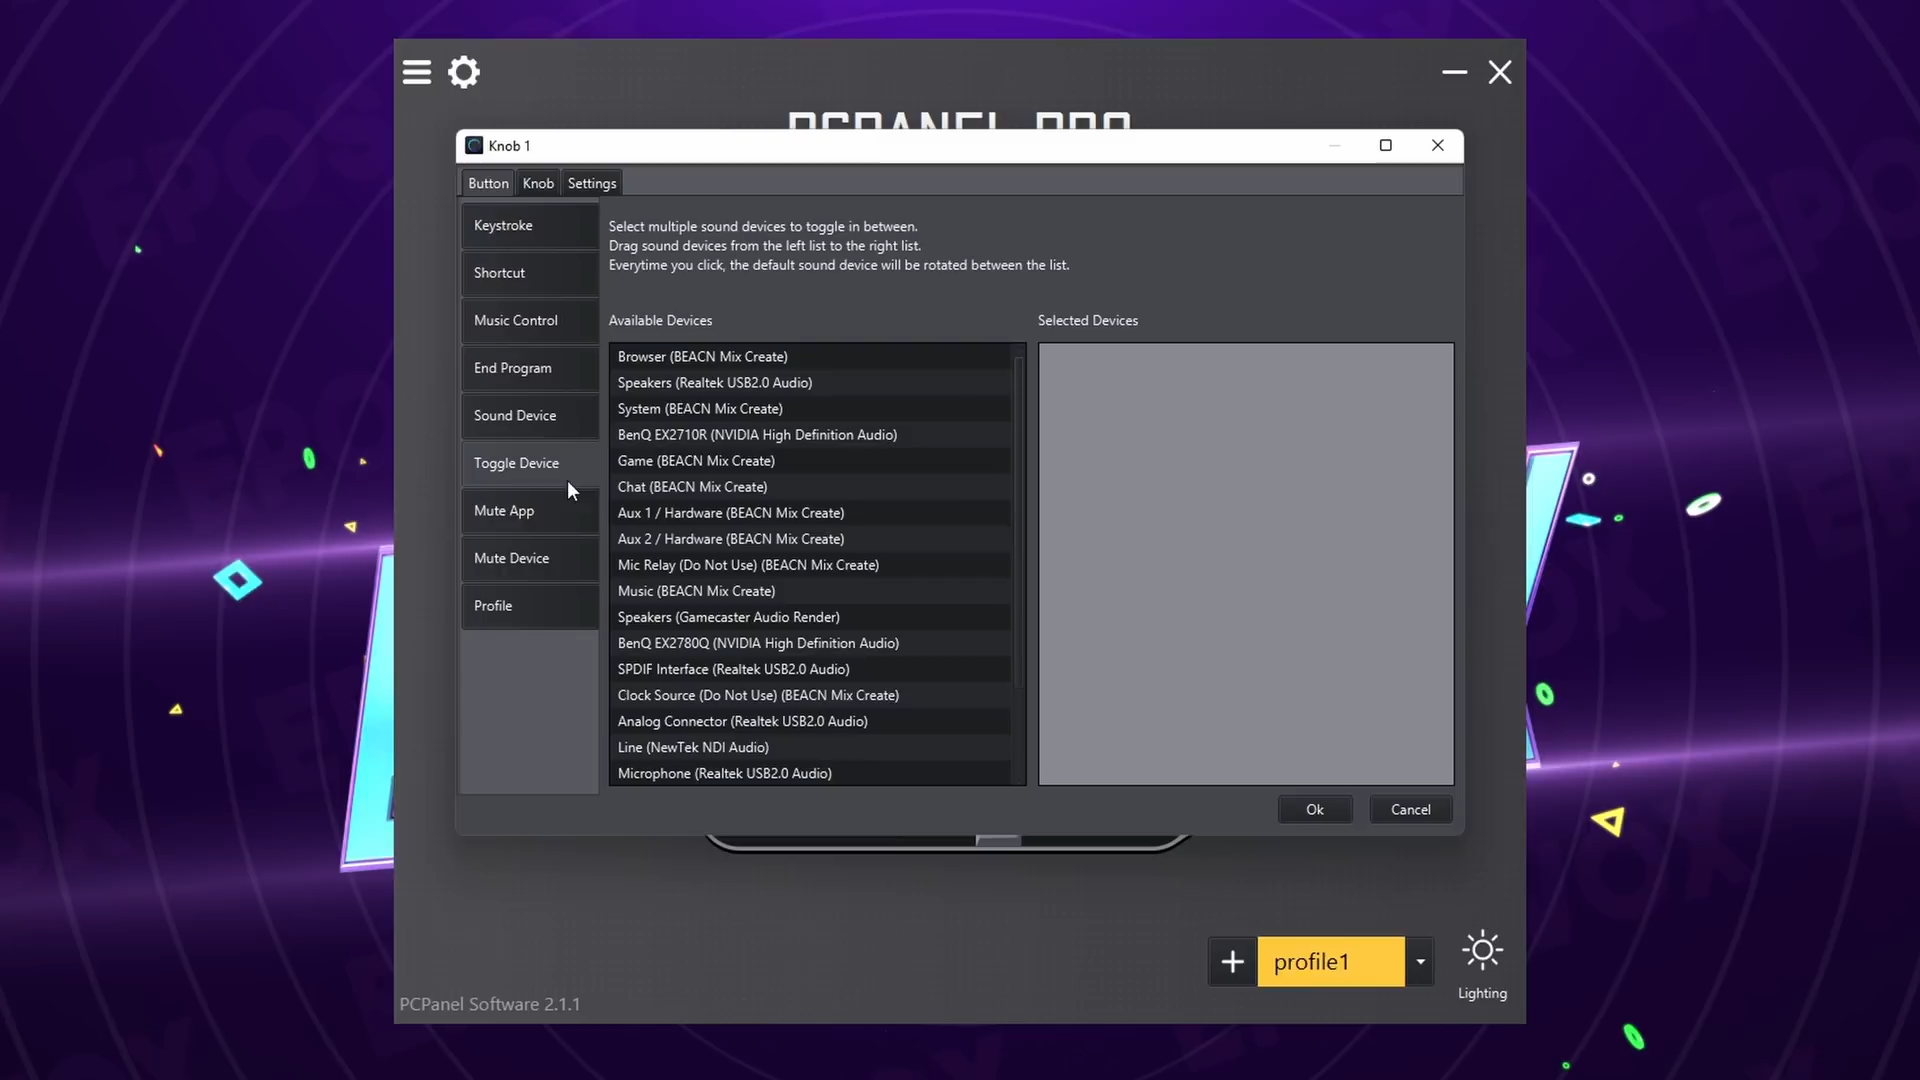 PCPANEL PRO
Knob 1
Button Knob Settings
Keystroke
Shortcut
Music Control
End Program
Sound Device
Toggle Device
Mute App
Mute Device
Profile
Select multiple sound devices to toggle in between.
Drag sound devices from the left list to the right list.
Everytime you click, the default sound device will be rotated between the list.
Available Devices
Selected Devices
Browser (BEACN Mix Create)
Speakers (Realtek USB2.0 Audio)
System (BEACN Mix Create)
BenQ EX2710R (NVIDIA High Definition Audio)
Game (BEACN Mix Create)
Chat (BEACN Mix Create)
Aux 1 / Hardware (BEACN Mix Create)
Aux 2 / Hardware (BEACN Mix Create)
Mic Relay (Do Not Use) (BEACN Mix Create)
Music (BEACN Mix Create)
Speakers (Gamecaster Audio Render)
BenQ EX2780Q (NVIDIA High Definition Audio)
SPDIF Interface (Realtek USB2.0 Audio)
Clock Source (Do Not Use) (BEACN Mix Create)
Analog Connector (Realtek USB2.0 Audio)
Line (NewTek NDI Audio)
Microphone (Realtek USB2.0 Audio)
Ok Cancel
profile1
Lighting
PCPanel Software 2.1.1